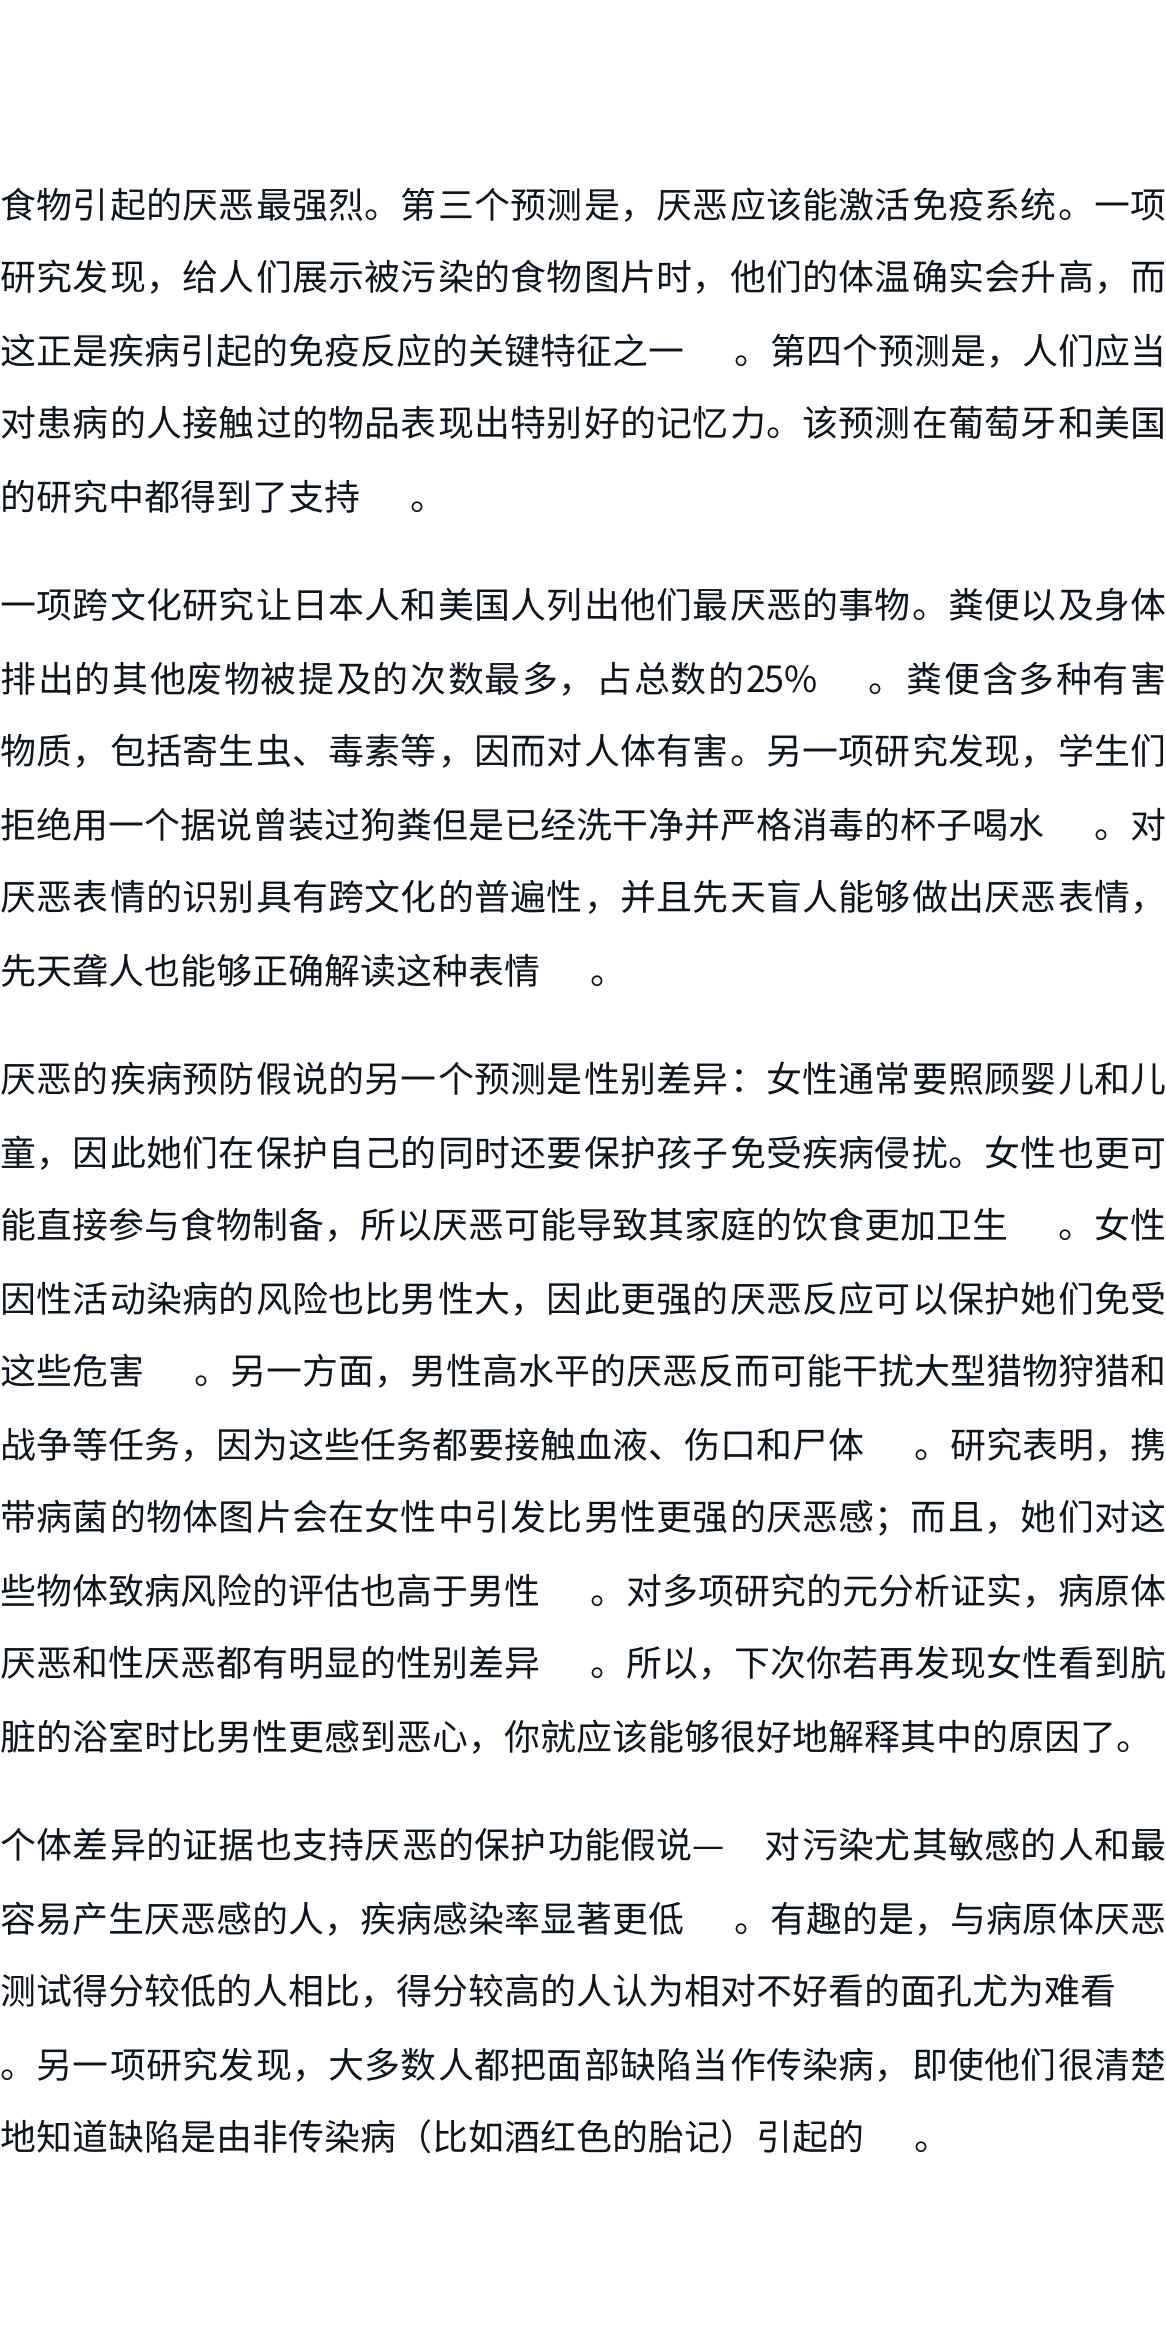 食物引起的厌恶最强烈。第三个预测是，厌恶应该能激活免疫系统。一项
研究发现，给人们展示被污染的食物图片时，他们的体温确实会升高，而
这正是疾病引起的免疫反应的关键特征之一 。第四个预测是，人们应当
对患病的人接触过的物品表现出特别好的记忆力。该预测在葡萄牙和美国
的研究中都得到了支持 。
一项跨文化研究让日本人和美国人列出他们最厌恶的事物。粪便以及身体
排出的其他废物被提及的次数最多，占总数的25% 。粪便含多种有害
物质，包括寄生虫、毒素等，因而对人体有害。另一项研究发现，学生们
拒绝用一个据说曾装过狗粪但是已经洗干净并严格消毒的杯子喝水 。对
厌恶表情的识别具有跨文化的普遍性，并且先天盲人能够做出厌恶表情，
先天聋人也能够正确解读这种表情 。
厌恶的疾病预防假说的另一个预测是性别差异：女性通常要照顾婴儿和儿
童，因此她们在保护自己的同时还要保护孩子免受疾病侵扰。女性也更可
能直接参与食物制备，所以厌恶可能导致其家庭的饮食更加卫生 。女性
因性活动染病的风险也比男性大，因此更强的厌恶反应可以保护她们免受
这些危害 。另一方面，男性高水平的厌恶反而可能干扰大型猎物狩猎和
战争等任务，因为这些任务都要接触血液、伤口和尸体 。研究表明，携
带病菌的物体图片会在女性中引发比男性更强的厌恶感；而且，她们对这
些物体致病风险的评估也高于男性 。对多项研究的元分析证实，病原体
厌恶和性厌恶都有明显的性别差异 。所以，下次你若再发现女性看到肮
脏的浴室时比男性更感到恶心，你就应该能够很好地解释其中的原因了。
个体差异的证据也支持厌恶的保护功能假说— 对污染尤其敏感的人和最
容易产生厌恶感的人，疾病感染率显著更低 。有趣的是，与病原体厌恶
测试得分较低的人相比，得分较高的人认为相对不好看的面孔尤为难看
。另一项研究发现，大多数人都把面部缺陷当作传染病，即使他们很清楚
地知道缺陷是由非传染病（比如酒红色的胎记）引起的 。